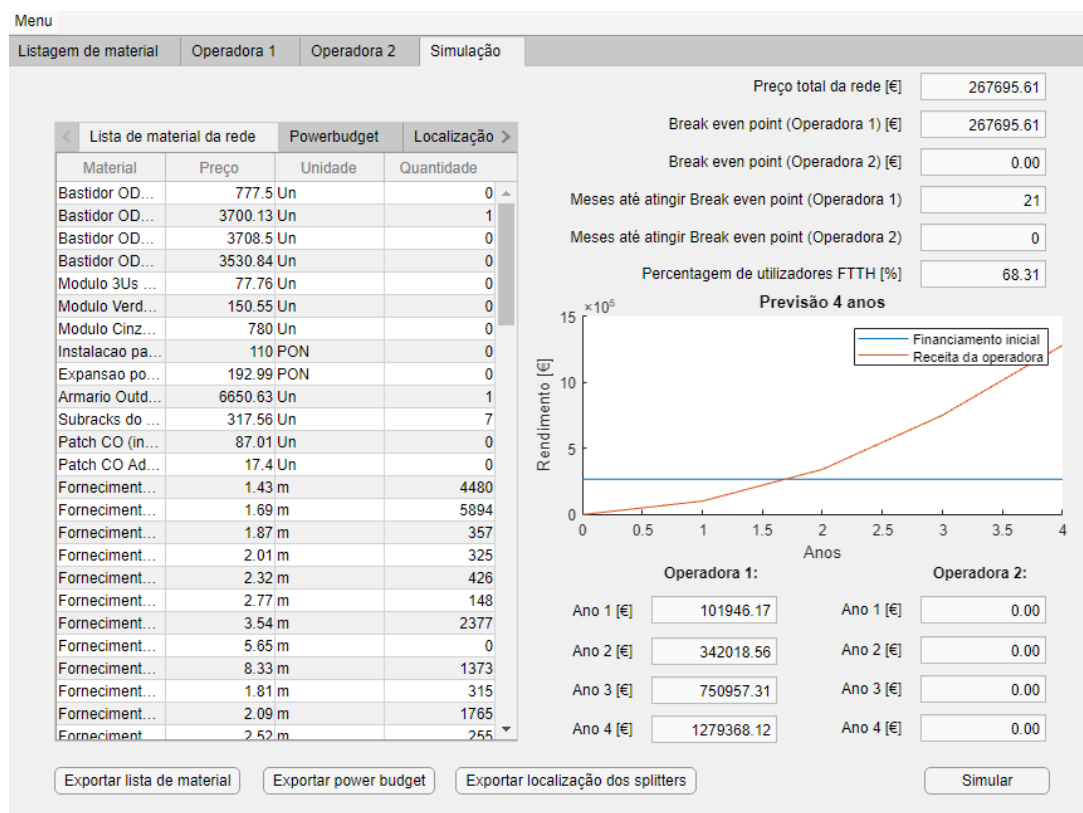 Menu
Listagem de material Operadora 1 Operadora 2 Simulação
Preço total da rede [€] 267695.61
Break even point (Operadora 1) [€] 267695.61
Break even point (Operadora 2) [€] 0.00
Meses até atingir Break even point (Operadora 1) 21
Meses até atingir Break even point (Operadora 2) 0
Percentagem de utilizadores FTTH [%] 68.31
< Lista de material da rede Powerbudget Localização >
Material Preço Unidade Quantidade
Bastidor OD... 777.5 Un 0
Bastidor OD... 3700.13 Un 1
Bastidor OD... 3708.5 Un 0
Bastidor OD... 3530.84 Un 0
Modulo 3Us ... 77.76 Un 0
Modulo Verd... 150.55 Un 0
Modulo Cinz... 780 Un 0
Instalacao pa... 110 PON 0
Expansao po... 192.99 PON 0
Armario Outd... 6650.63 Un 1
Subracks do ... 317.56 Un 7
Patch CO (in... 87.01 Un 0
Patch CO Ad... 17.4 Un 0
Forneciment... 1.43 m 4480
Forneciment... 1.69 m 5894
Forneciment... 1.87 m 357
Forneciment... 2.01 m 325
Forneciment... 2.32 m 426
Forneciment... 2.77 m 148
Forneciment... 3.54 m 2377
Forneciment... 5.65 m 0
Forneciment... 8.33 m 1373
Forneciment... 1.81 m 315
Forneciment... 2.09 m 1765
Forneciment... 2.52 m 255
Previsão 4 anos
×10⁵
15
10
5
0
Rendimento [€]
Financiamento inicial
Receita da operadora
0 0.5 1 1.5 2 2.5 3 3.5 4
Anos
Operadora 1: Operadora 2:
Ano 1 [€] 101946.17 Ano 1 [€] 0.00
Ano 2 [€] 342018.56 Ano 2 [€] 0.00
Ano 3 [€] 750957.31 Ano 3 [€] 0.00
Ano 4 [€] 1279368.12 Ano 4 [€] 0.00
Exportar lista de material Exportar power budget Exportar localização dos splitters Simular